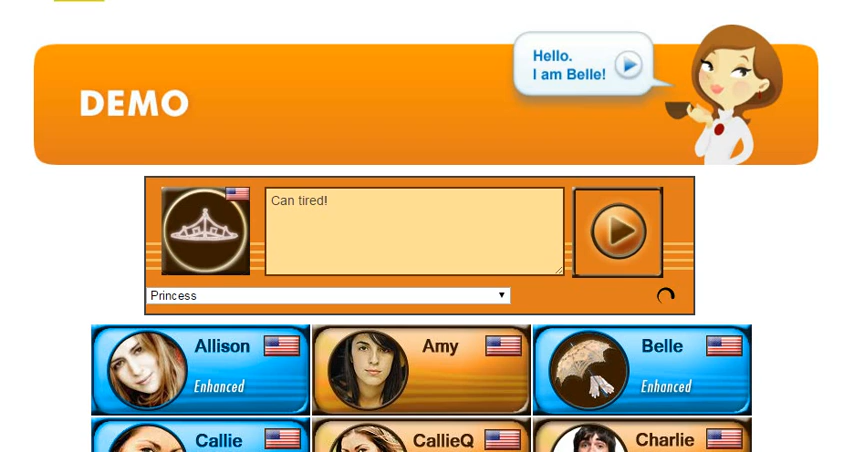 Hello.
I am Belle!
DEMO
Can tired!
Princess
Allison
Enhanced
Amy
Belle
Enhanced
Callie
CallieQ
Charlie